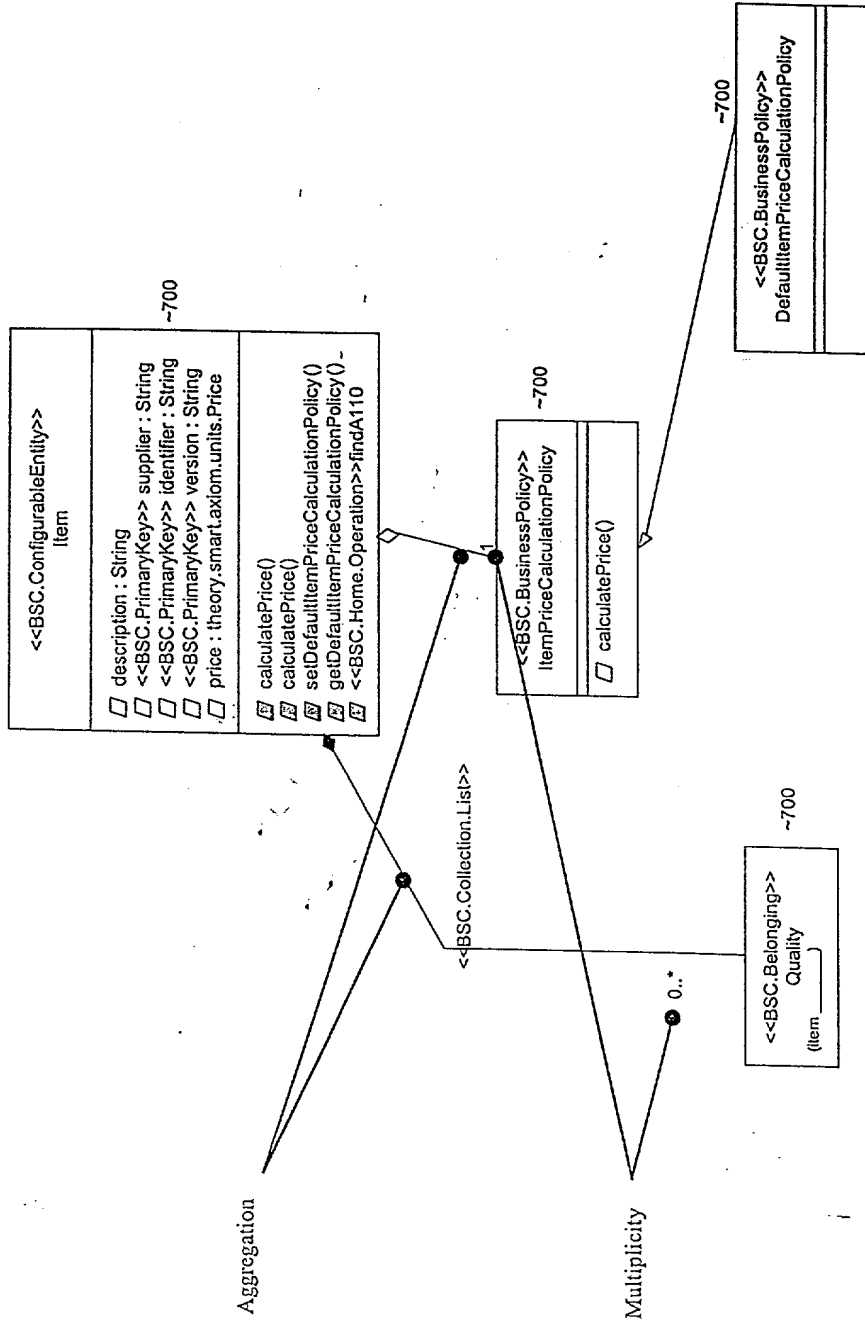 <<BSC.ConfigurableEntity>>
Item
description : String
<<BSC.PrimaryKey>> supplier : String
<<BSC.PrimaryKey>> identifier : String
<<BSC.PrimaryKey>> version : String
price : theory.smart.axiom.units.Price
~700
calculatePrice()
calculatePrice()
setDefaultItemPriceCalculationPolicy()
getDefaultItemPriceCalculationPolicy()
<<BSC.Home.Operation>>findA110
Aggregation
<<BSC.Collection.List>>
1
<<BSC.BusinessPolicy>>
ItemPriceCalculationPolicy
calculatePrice()
~700
Multiplicity
0..*
<<BSC.Belonging>>
Quality
(item
)
~700
<<BSC.BusinessPolicy>>
DefaultItemPriceCalculationPolicy
~700